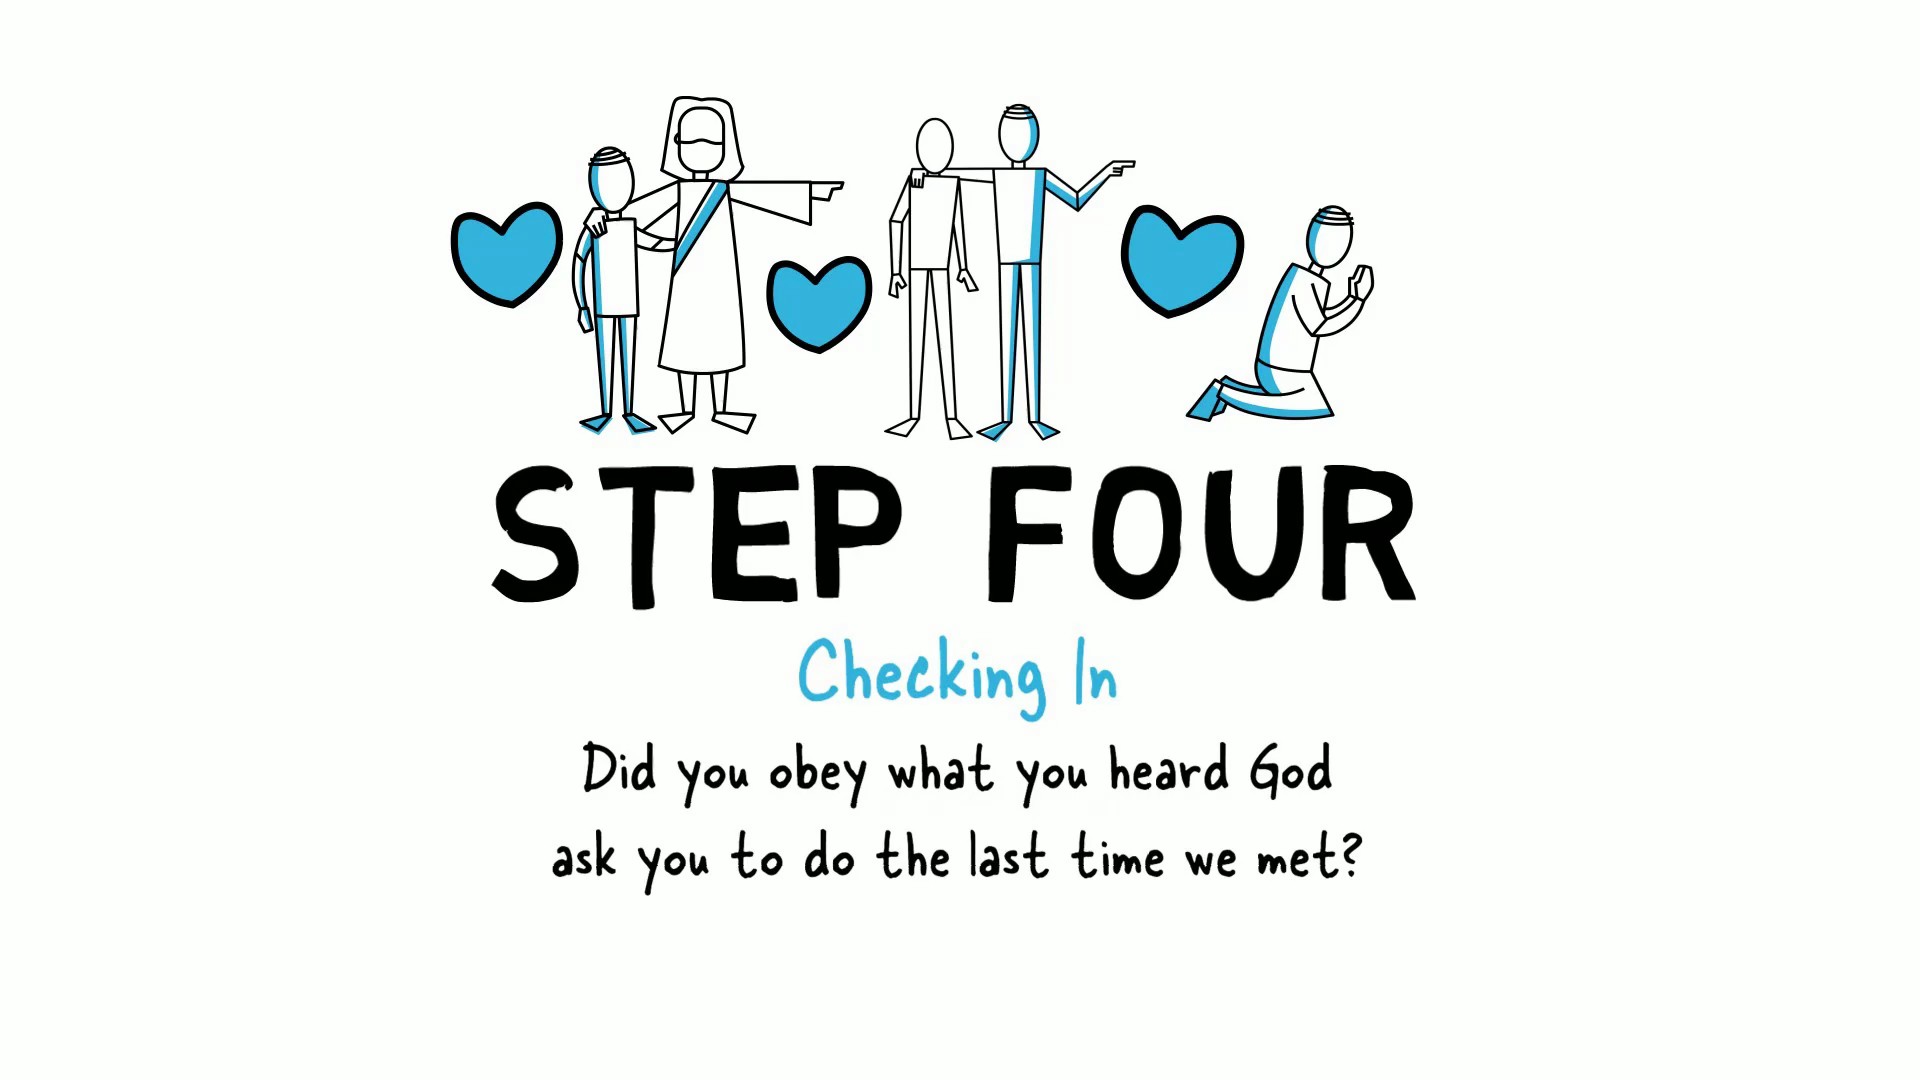 STEP FOUR
Checking In
Did you obey what you heard God
ask you to do the last time we met?